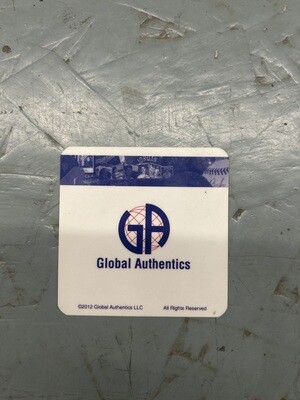 GA
Global Authentics
©2012 Global Authentics LLC All Rights Reserved